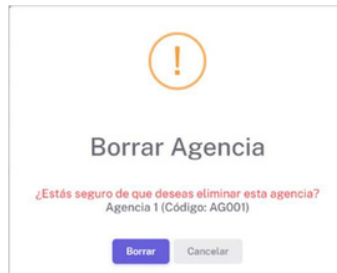 !
Borrar Agencia
¿Estás seguro de que deseas eliminar esta agencia?
Agencia 1 (Código: AG001)
Borrar Cancelar